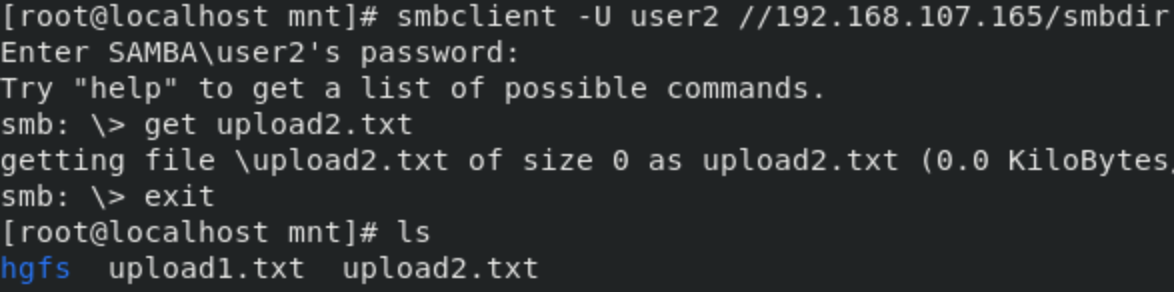 [root@localhost mnt]# smbclient -U user2 //192.168.107.165/smbdir
Enter SAMBA\user2's password:
Try "help" to get a list of possible commands.
smb: \> get upload2.txt
getting file \upload2.txt of size 0 as upload2.txt (0.0 KiloBytes
smb: \> exit
[root@localhost mnt]# ls
hgfs  upload1.txt  upload2.txt